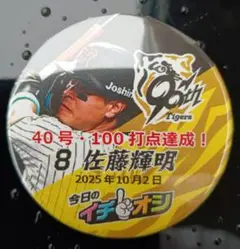 Joshin
90th
Tigers
40号・100打点達成！
8 佐藤輝明
2025年10月2日
今日の
イチオシ